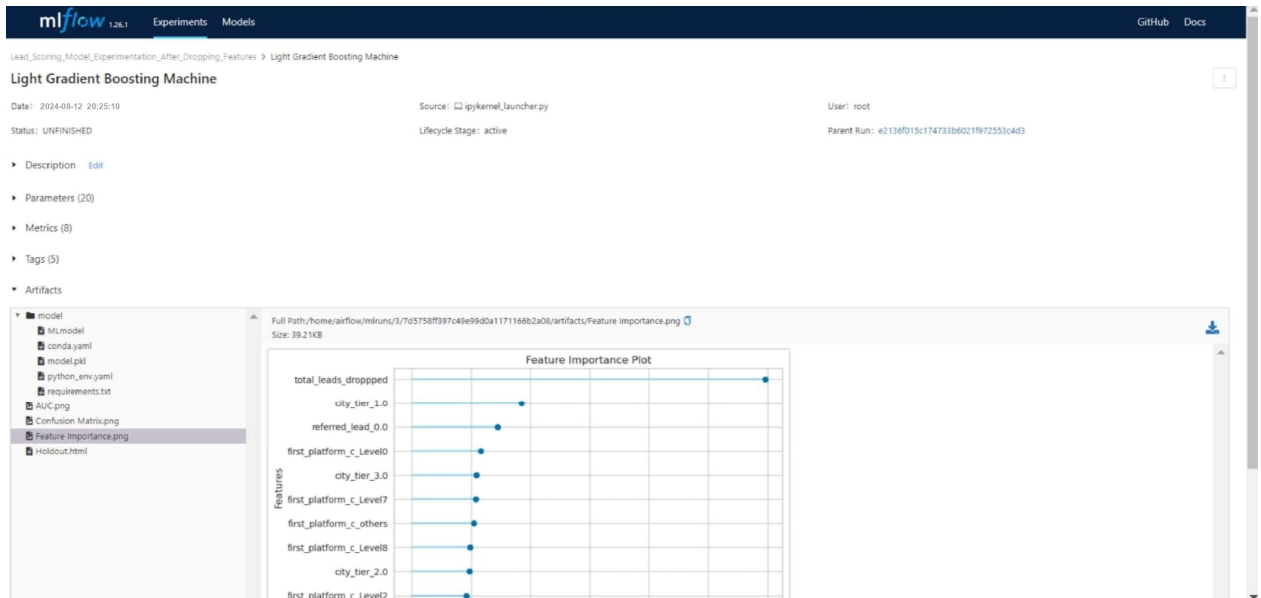 mlflow 1.26.1 Experiments Models GitHub Docs
Lead_Scoring_Model_Experimentation_After_Dropping_Features > Light Gradient Boosting Machine
Light Gradient Boosting Machine
Date: 2024-08-12 20:25:10 Source: ipykernel_launcher.py User: root
Status: UNFINISHED Lifecycle Stage: active Parent Run: e2136f015c174733b6021f972553c4d3
Description Edit
Parameters (20)
Metrics (8)
Tags (5)
Artifacts
model
MLmodel
conda.yaml
model.pkl
python_env.yaml
requirements.txt
AUC.png
Confusion Matrix.png
Feature Importance.png
Holdout.html
Full Path:/home/airflow/mlruns/3/7d5758ff397c49e99d0a1171166b2a08/artifacts/Feature Importance.png
Size: 39.21KB
Feature Importance Plot
Features
total_leads_droppped
city_tier_1.0
referred_lead_0.0
first_platform_c_Level0
city_tier_3.0
first_platform_c_Level7
first_platform_c_others
first_platform_c_Level8
city_tier_2.0
first_platform_c_Level2